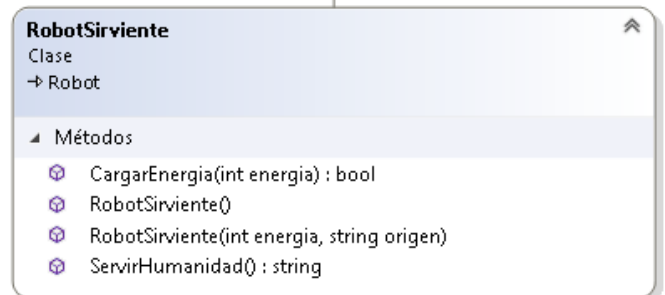 RobotSirviente
Clase
Robot
Métodos
CargarEnergia(int energia) : bool
RobotSirviente()
RobotSirviente(int energia, string origen)
ServirHumanidad() : string